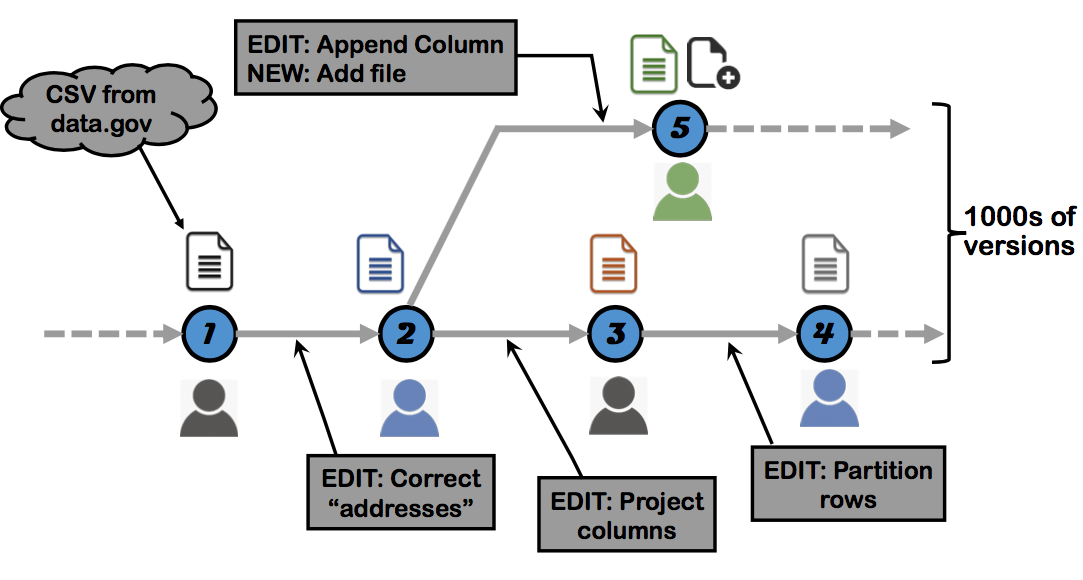 EDIT: Append Column
NEW: Add file
CSV from
data.gov
5
1000s of
versions
1
2
3
4
EDIT: Correct
“addresses”
EDIT: Project
columns
EDIT: Partition
rows